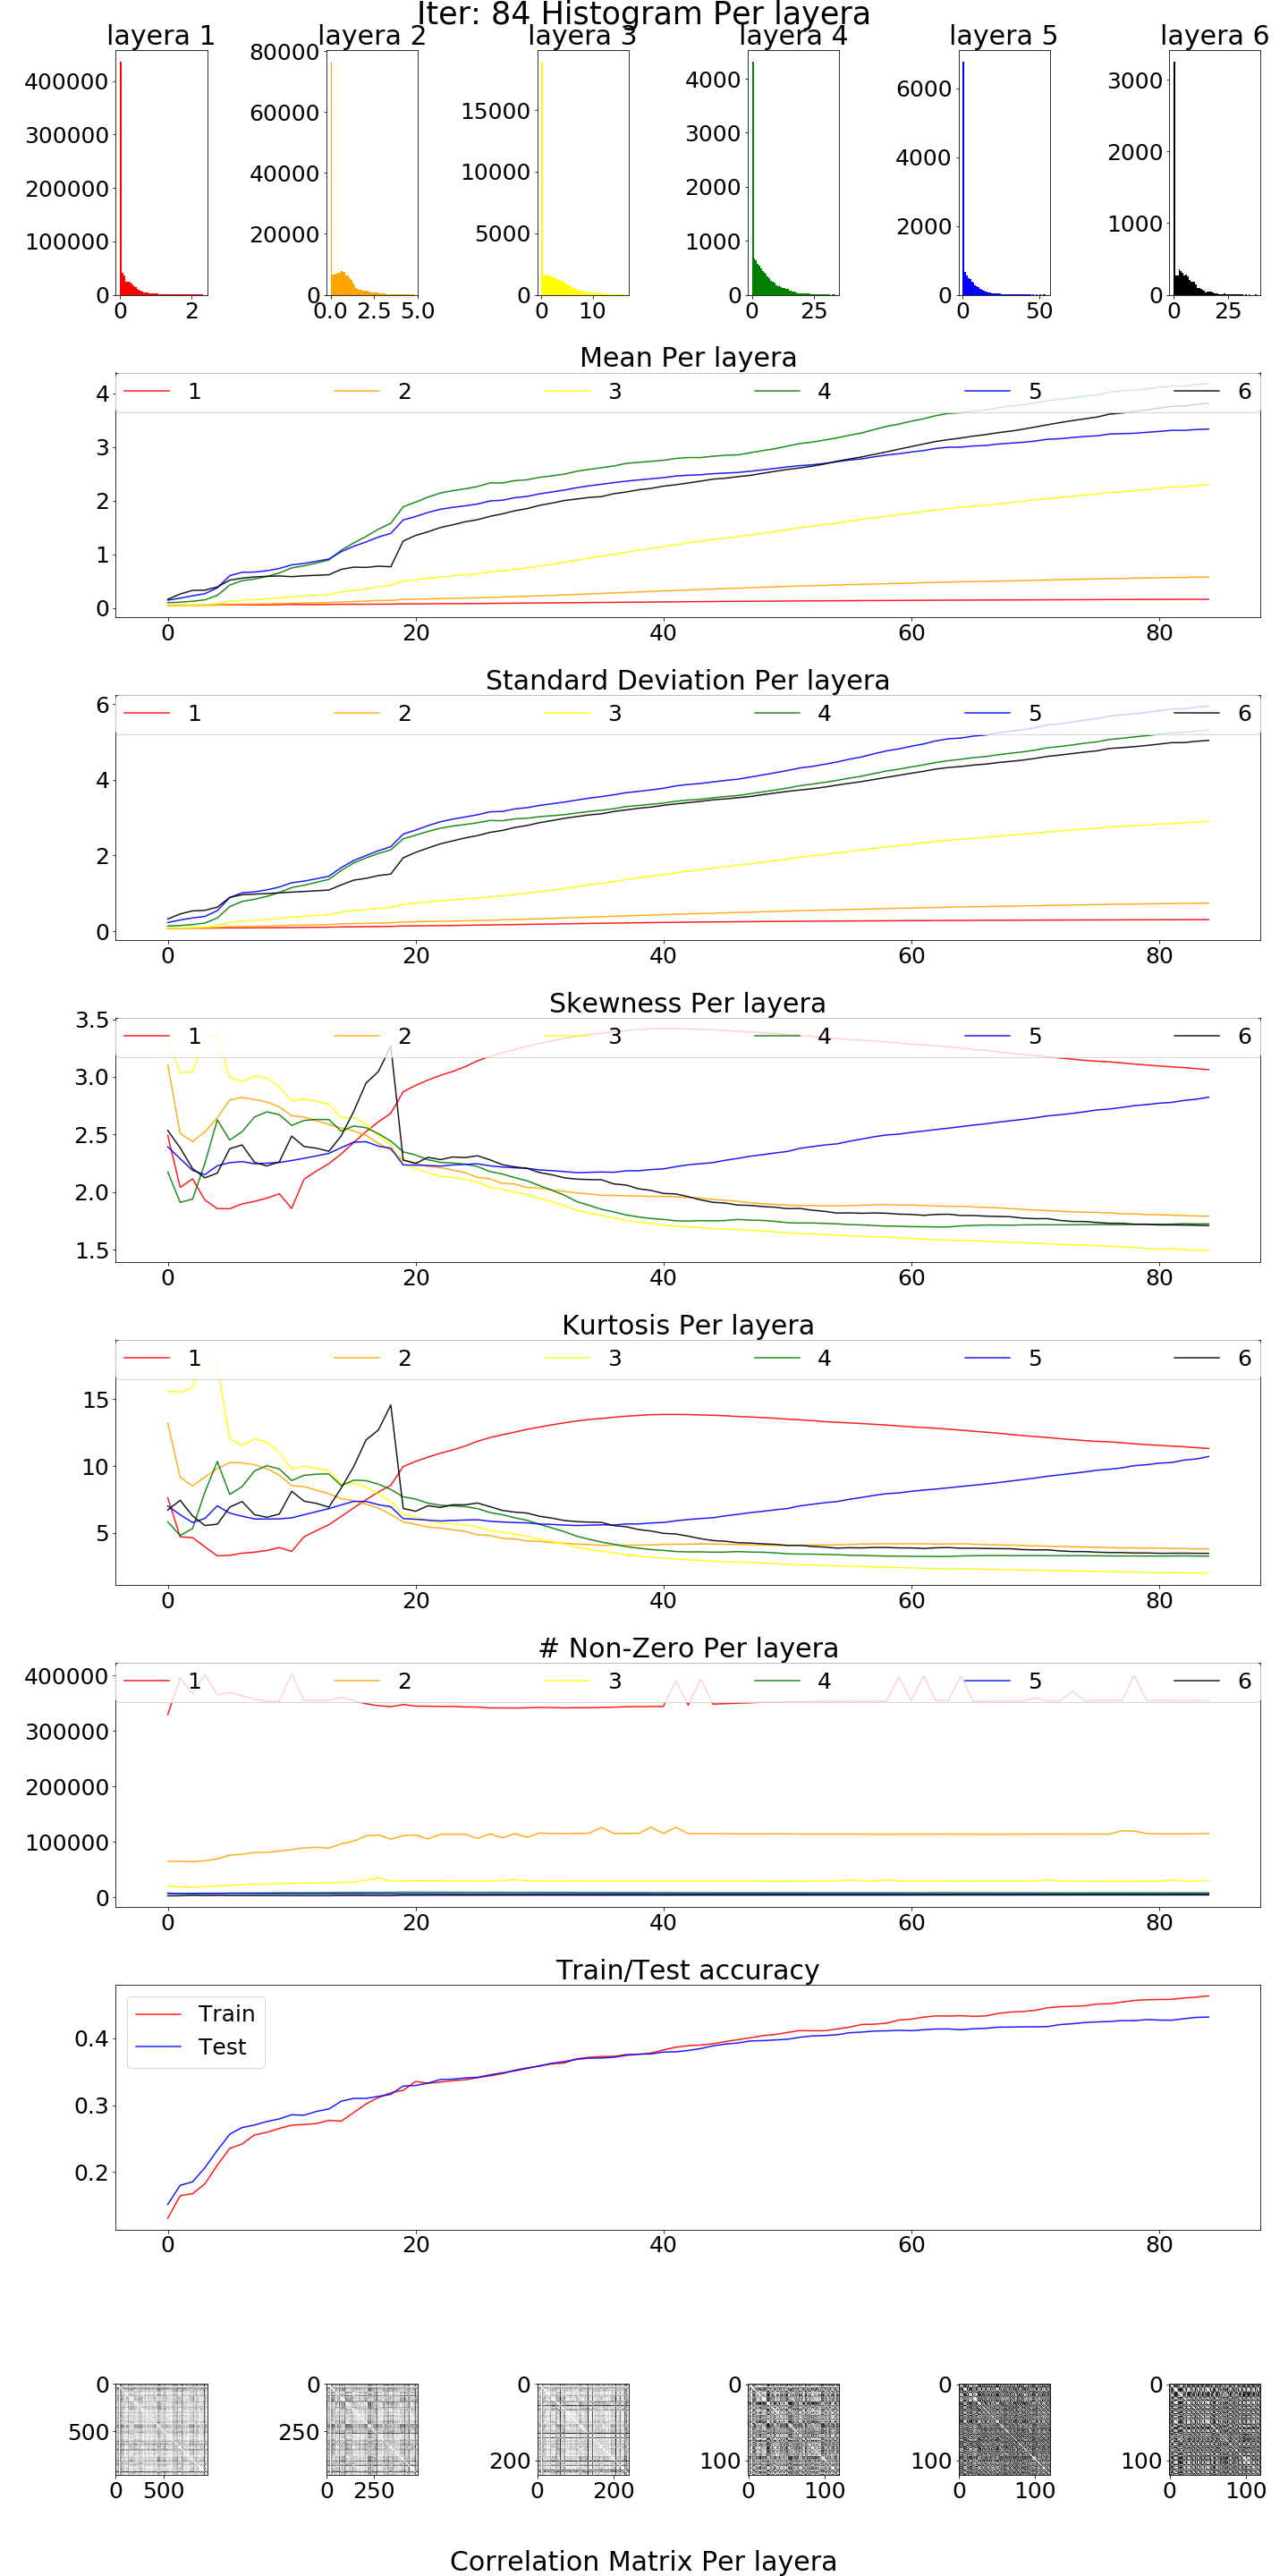 Iter: 84 Histogram Per layera
layera 1 layera 2 layera 3 layera 4 layera 5 layera 6
400000 300000 200000 100000 0
0 2
80000 60000 40000 20000 0
0.0 2.5 5.0
15000 10000 5000 0
0 10
4000 3000 2000 1000 0
0 25
6000 4000 2000 0
0 50
3000 2000 1000 0
0 25
Mean Per layera
1 2 3 4 5 6
4
3
2
1
0
0 20 40 60 80
Standard Deviation Per layera
1 2 3 4 5 6
6
4
2
0
0 20 40 60 80
Skewness Per layera
1 2 3 4 5 6
3.5
3.0
2.5
2.0
1.5
0 20 40 60 80
Kurtosis Per layera
1 2 3 4 5 6
15
10
5
0 20 40 60 80
# Non-Zero Per layera
1 2 3 4 5 6
400000
300000
200000
100000
0
0 20 40 60 80
Train/Test accuracy
Train
Test
0.4
0.3
0.2
0 20 40 60 80
0 500
0 500
0 250
0 250
0 200
0 200
0 100
0 100
0 100
0 100
0 100
0 100
Correlation Matrix Per layera